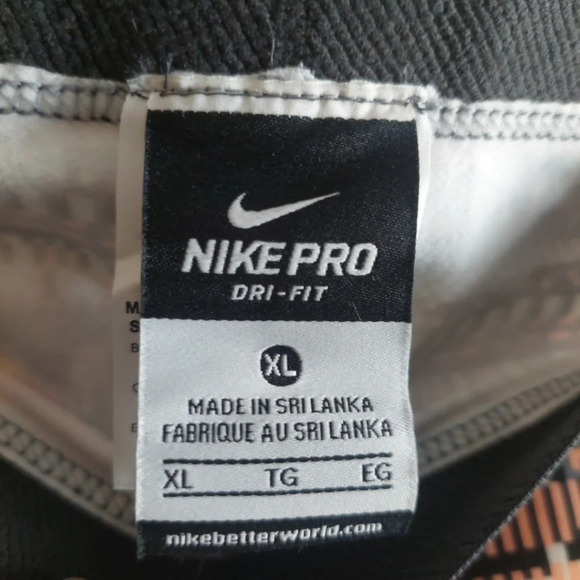 NIKE PRO
DRI-FIT
XL
MADE IN SRI LANKA
FABRIQUE AU SRI LANKA
XL TG EG
nikebetterworld.com